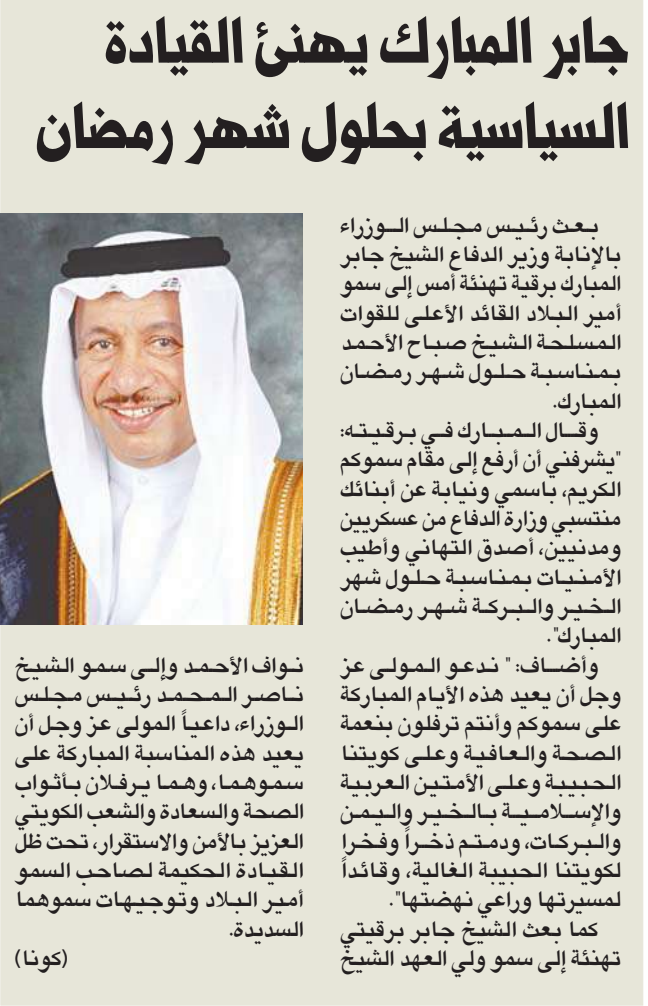 جابر المبارك يهنئ القيادة
السياسية بحلول شهر رمضان
بعث رئيس مجلس الوزراء
بالإنابة وزير الدفاع الشيخ جابر
المبارك برقية تهنئة أمس إلى سمو
أمير البلاد القائد الأعلى للقوات
المسلحة الشيخ صباح الأحمد
بمناسبة حلول شهر رمضان
المبارك.
وقال المبارك في برقيته:
"يشرفني أن أرفع إلى مقام سموكم
الكريم، باسمي ونيابة عن أبنائك
منتسبي وزارة الدفاع من عسكريين
ومدنيين، أصدق التهاني وأطيب
الأمنيات بمناسبة حلول شهر
الخير والبركة شهر رمضان
المبارك".
وأضاف: " ندعو المولى عز
وجل أن يعيد هذه الأيام المباركة
على سموكم وأنتم ترفلون بنعمة
الصحة والعافية وعلى كويتنا
الحبيبة وعلى الأمتين العربية
والإسلامية بالخير واليمن
والبركات، ودمتم ذخراً وفخرا
لكويتنا الحبيبة الغالية، وقائداً
لمسيرتها وراعي نهضتها".
كما بعث الشيخ جابر برقيتي
تهنئة إلى سمو ولي العهد الشيخ
نواف الأحمد وإلى سمو الشيخ
ناصر المحمد رئيس مجلس
الوزراء، داعياً المولى عز وجل أن
يعيد هذه المناسبة المباركة على
سموهما، وهما يرفلان بأثواب
الصحة والسعادة والشعب الكويتي
العزيز بالأمن والاستقرار، تحت ظل
القيادة الحكيمة لصاحب السمو
أمير البلاد وتوجيهات سموهما
السديدة.
(كونا)